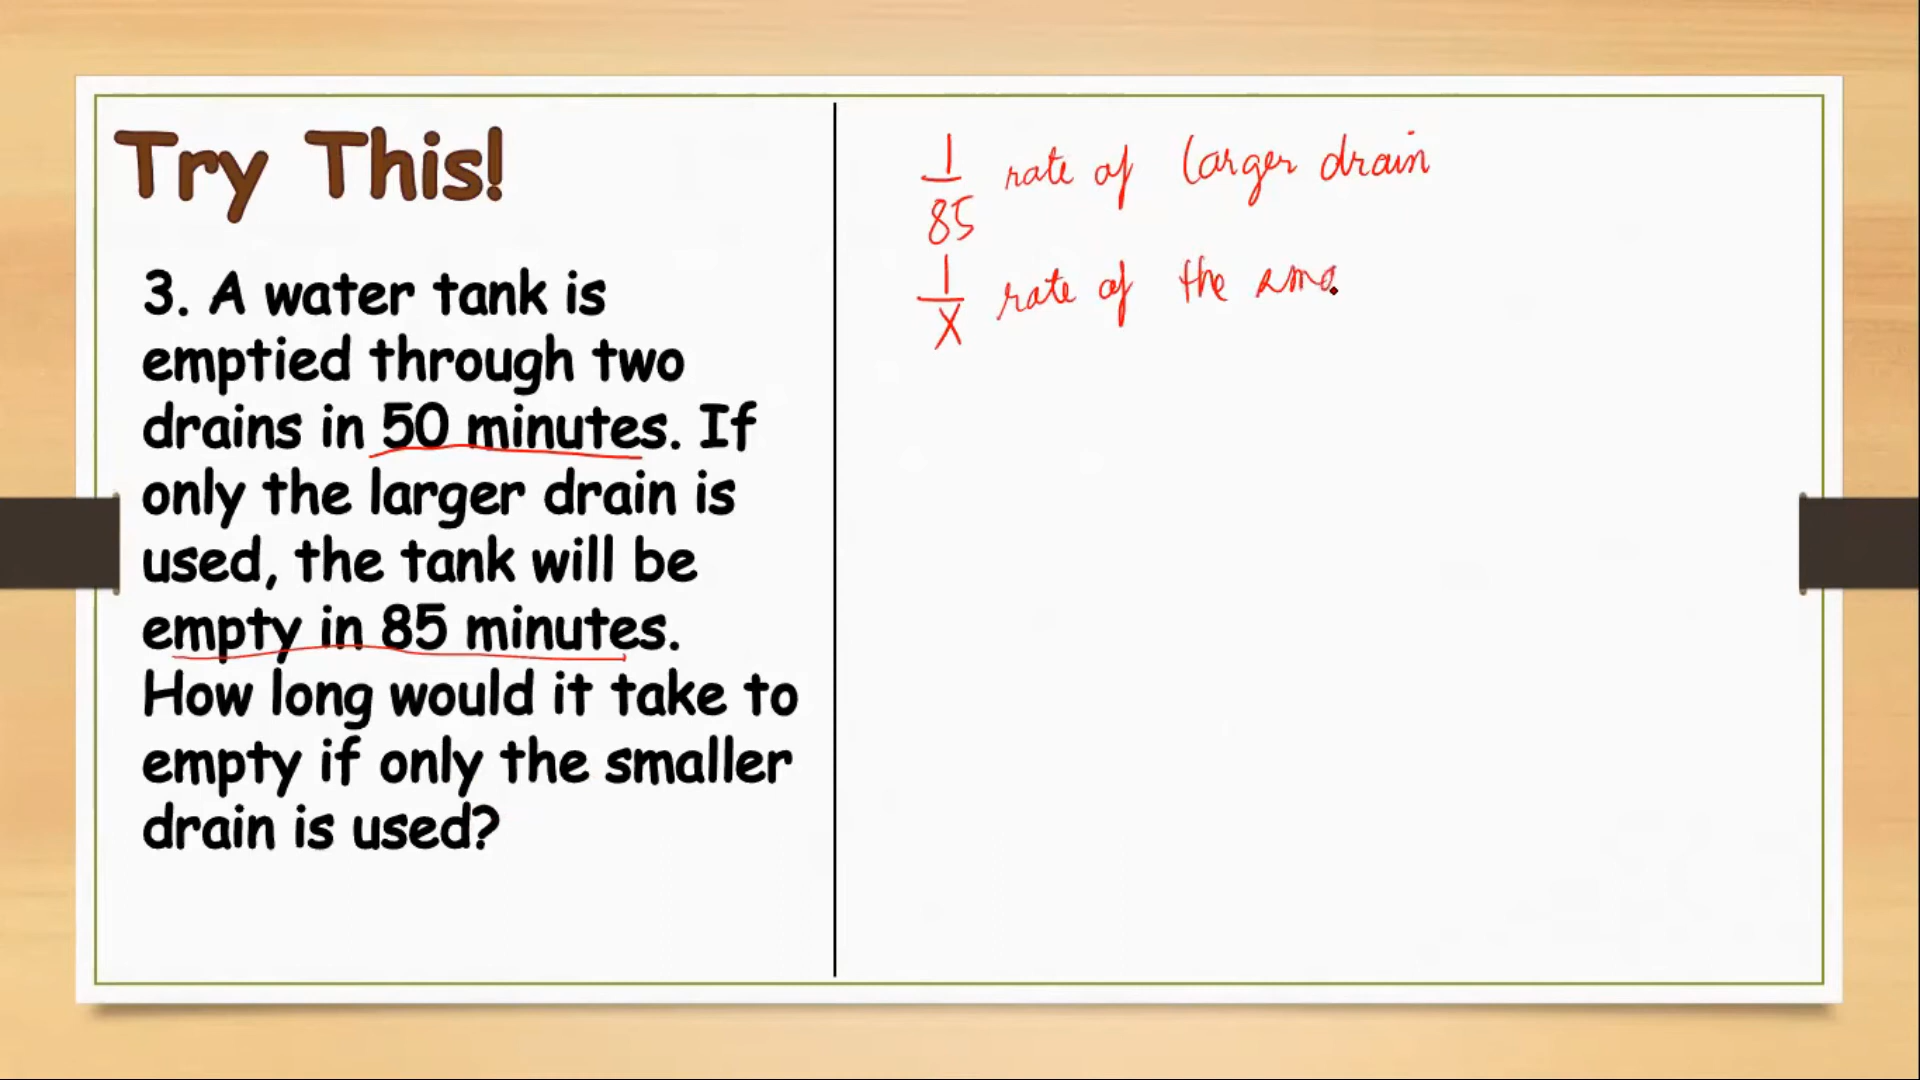 Try This!
3. A water tank is
emptied through two
drains in 50 minutes. If
only the larger drain is
used, the tank will be
empty in 85 minutes.
How long would it take to
empty if only the smaller
drain is used?
1/85 rate of larger drain
1/x rate of the sma